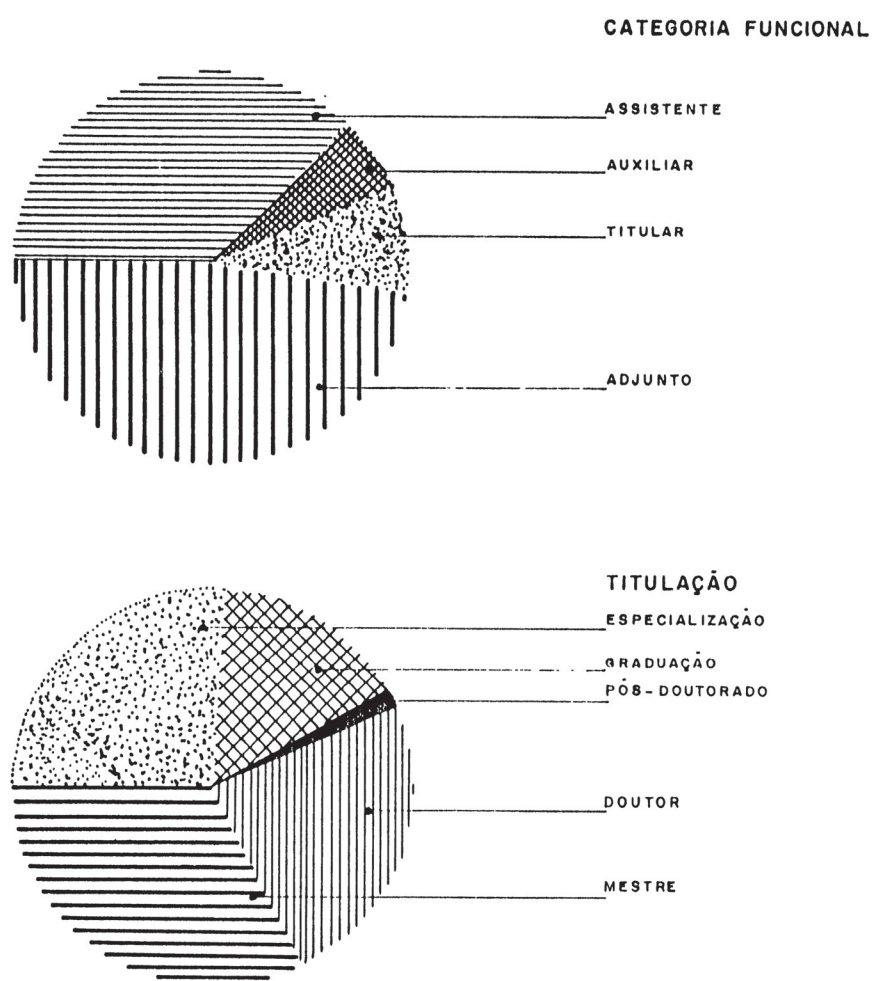 CATEGORIA FUNCIONAL
ASSISTENTE
AUXILIAR
TITULAR
ADJUNTO
TITULAÇÃO
ESPECIALIZAÇÃO
GRADUAÇÃO
PÓS-DOUTORADO
DOUTOR
MESTRE